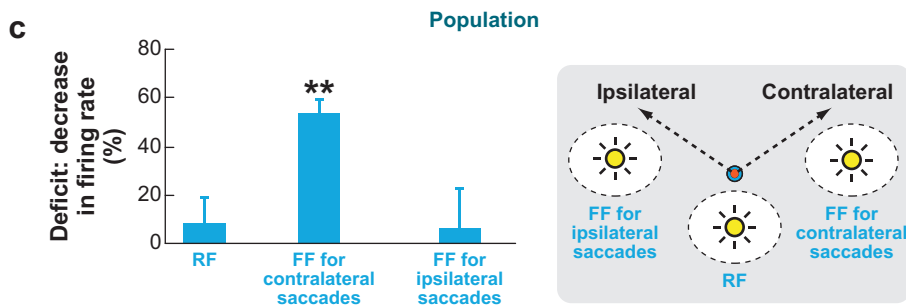 c
Population
Deficit: decrease
in firing rate
(%)
80
60
40
20
0
**
RF
FF for
contralateral
saccades
FF for
ipsilateral
saccades
Ipsilateral
Contralateral
FF for
ipsilateral
saccades
RF
FF for
contralateral
saccades